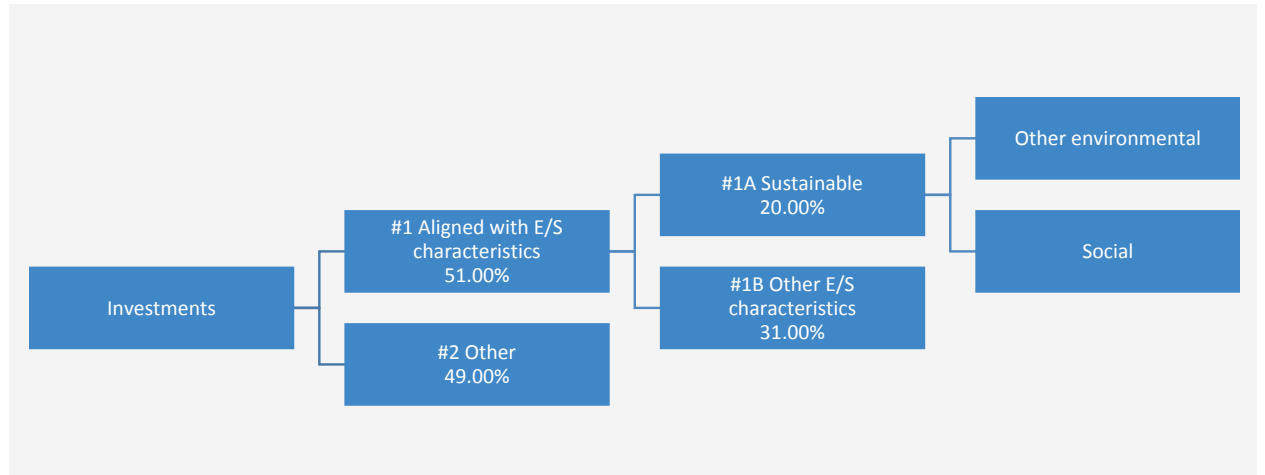 Investments
#1 Aligned with E/S
characteristics
51.00%
#2 Other
49.00%
#1A Sustainable
20.00%
#1B Other E/S
characteristics
31.00%
Other environmental
Social